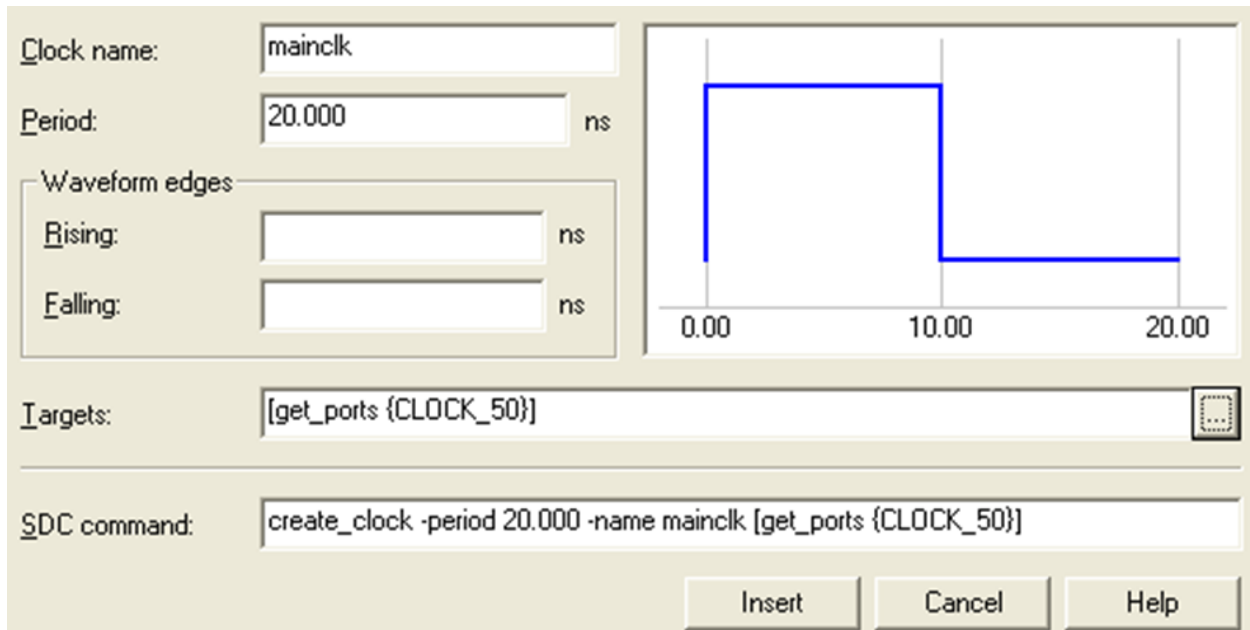 Clock name:
mainclk
Period:
20.000
ns
Waveform edges
Rising:
ns
Falling:
ns
0.00 10.00 20.00
Targets:
[get_ports {CLOCK_50}]
...
SDC command:
create_clock -period 20.000 -name mainclk [get_ports {CLOCK_50}]
Insert
Cancel
Help